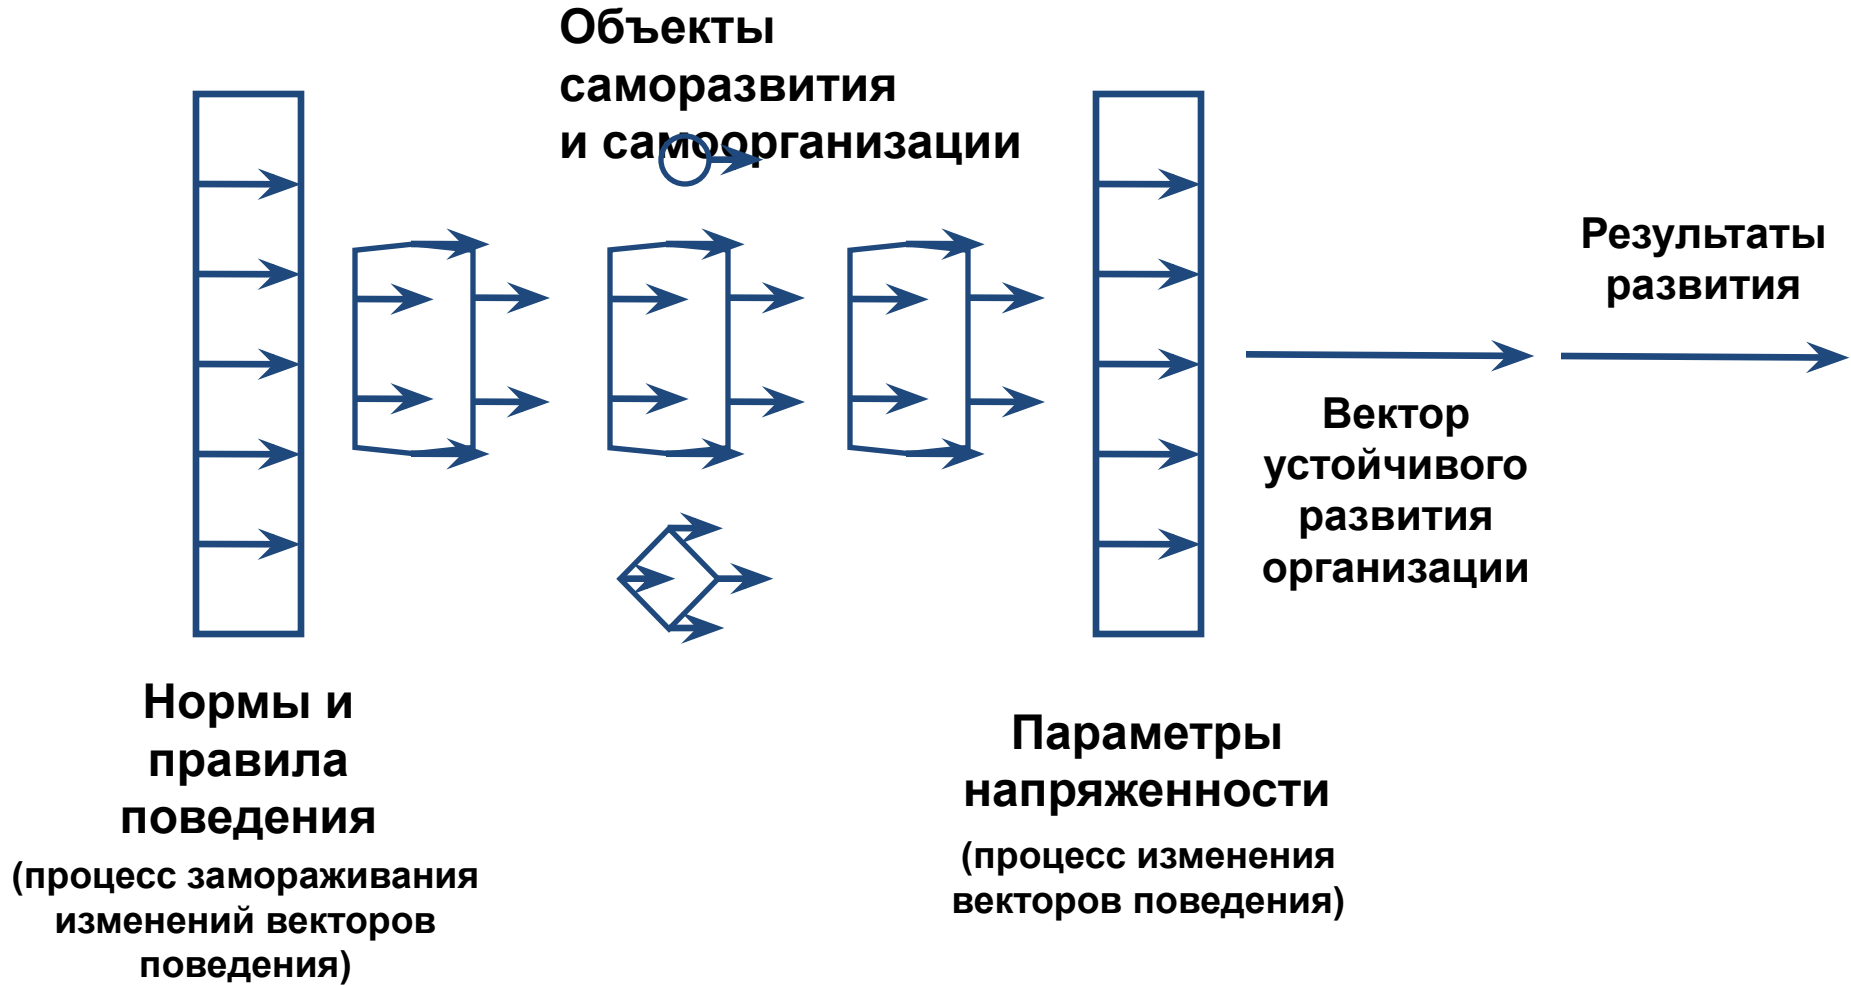 Объекты
саморазвития
и самоорганизации
Результаты
развития
Вектор
устойчивого
развития
организации
Нормы и
правила
поведения
(процесс замораживания
изменений векторов
поведения)
Параметры
напряженности
(процесс изменения
векторов поведения)